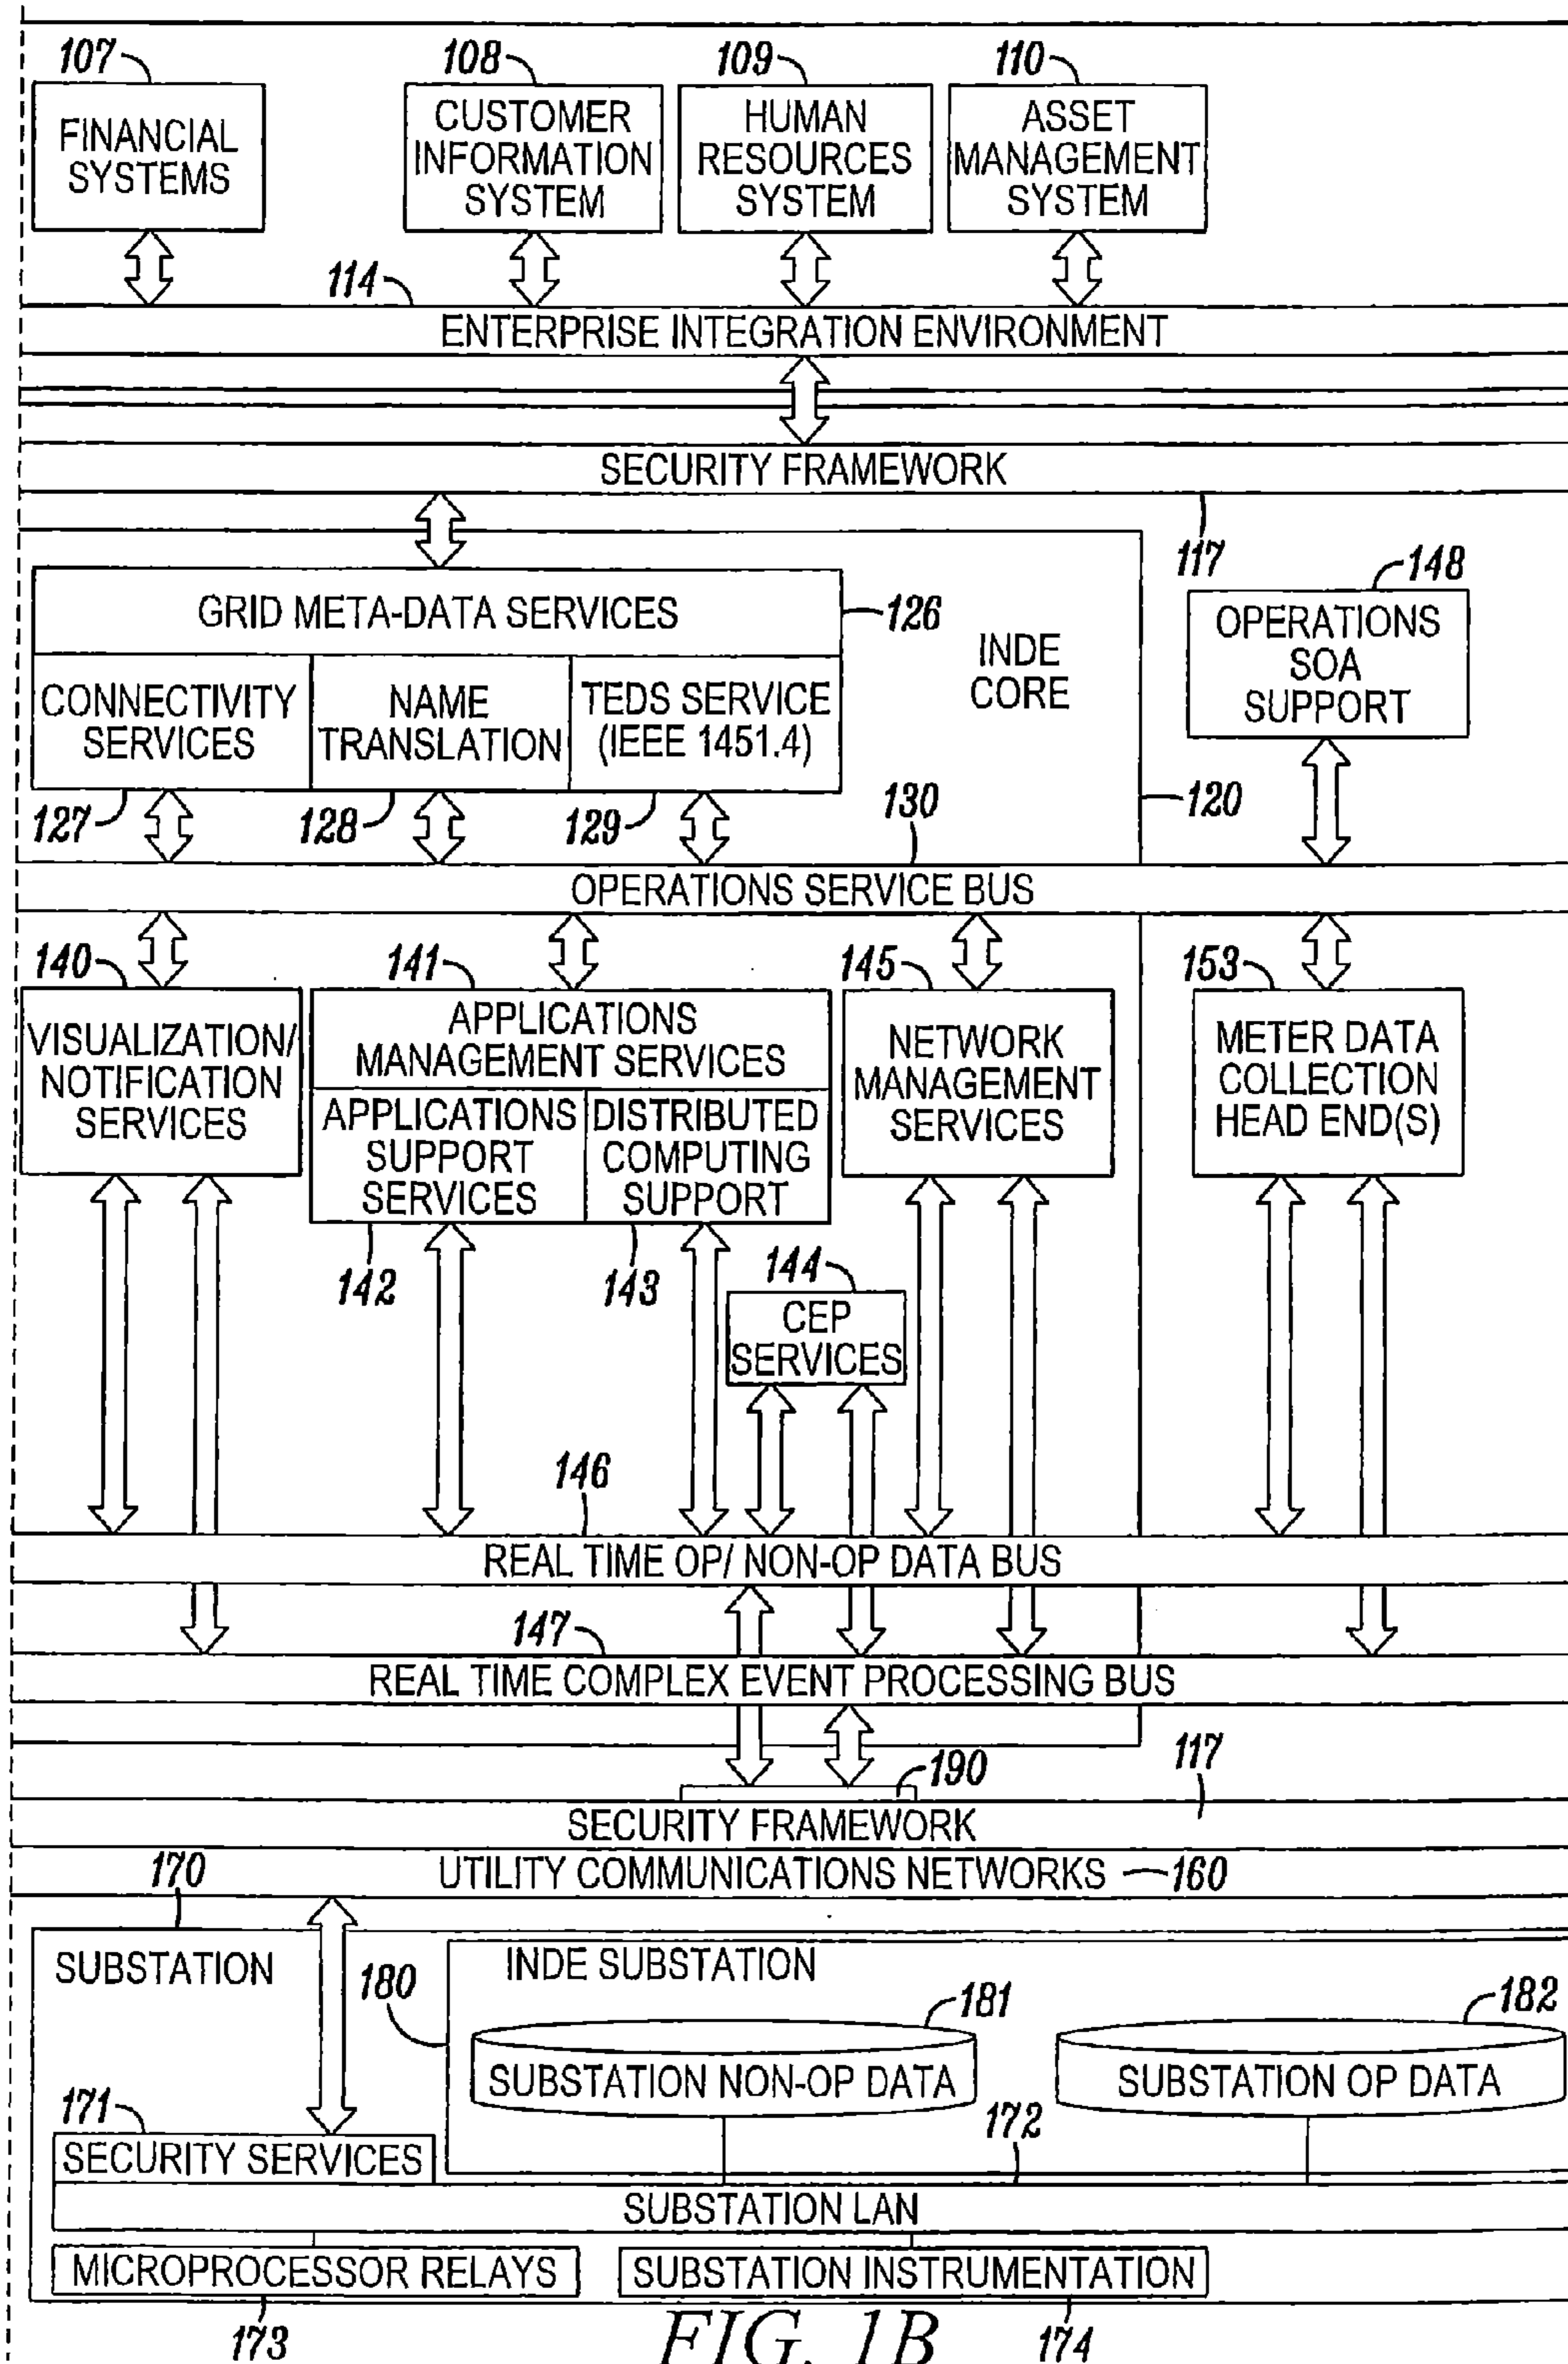 107
108
109
110
FINANCIAL
SYSTEMS
CUSTOMER
INFORMATION
SYSTEM
HUMAN
RESOURCES
SYSTEM
ASSET
MANAGEMENT
SYSTEM
114
ENTERPRISE INTEGRATION ENVIRONMENT
SECURITY FRAMEWORK
117
148
GRID META-DATA SERVICES
126
INDE
CORE
OPERATIONS
SOA
SUPPORT
CONNECTIVITY
SERVICES
NAME
TRANSLATION
TEDS SERVICE
(IEEE 1451.4)
127
128
129
130
120
OPERATIONS SERVICE BUS
140
141
145
153
VISUALIZATION/
NOTIFICATION
SERVICES
APPLICATIONS
MANAGEMENT SERVICES
APPLICATIONS
SUPPORT
SERVICES
DISTRIBUTED
COMPUTING
SUPPORT
NETWORK
MANAGEMENT
SERVICES
METER DATA
COLLECTION
HEAD END(S)
142
143
144
CEP
SERVICES
146
REAL TIME OP/ NON-OP DATA BUS
147
REAL TIME COMPLEX EVENT PROCESSING BUS
190
117
SECURITY FRAMEWORK
UTILITY COMMUNICATIONS NETWORKS
160
170
SUBSTATION
180
INDE SUBSTATION
181
182
SUBSTATION NON-OP DATA
SUBSTATION OP DATA
171
172
SECURITY SERVICES
SUBSTATION LAN
MICROPROCESSOR RELAYS
SUBSTATION INSTRUMENTATION
173
FIG. 1B
174